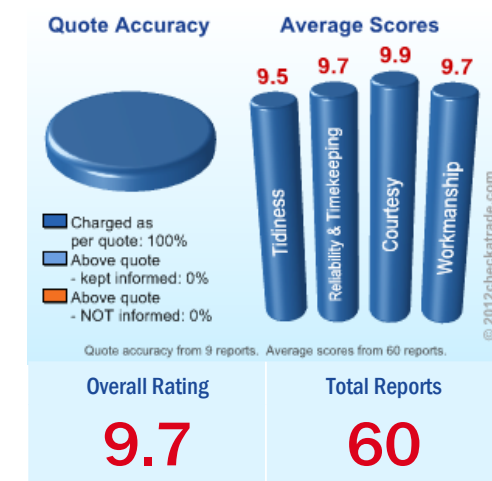 Quote Accuracy
Average Scores
9.5
9.7
9.9
9.7
Tidiness
Reliability & Timekeeping
Courtesy
Workmanship
Charged as
per quote: 100%
Above quote
- kept informed: 0%
Above quote
- NOT informed: 0%
© 2012checkatrade.com
Quote accuracy from 9 reports. Average scores from 60 reports.
Overall Rating
9.7
Total Reports
60